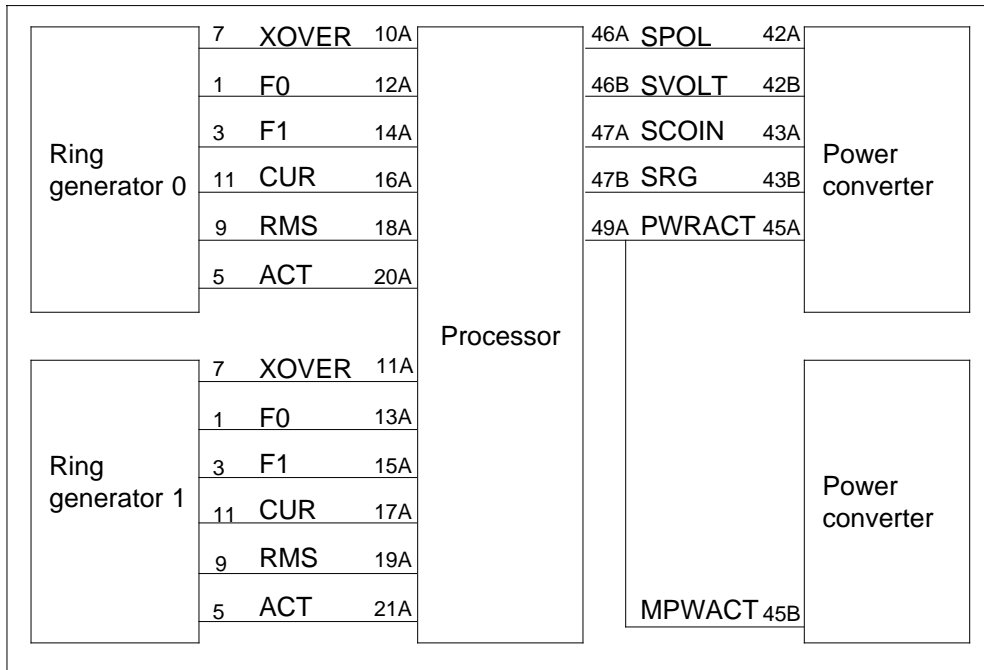 7 XOVER 10A
1 F0 12A
3 F1 14A
Ring
generator 0
11 CUR 16A
9 RMS 18A
5 ACT 20A
7 XOVER 11A
1 F0 13A
3 F1 15A
Ring
generator 1
11 CUR 17A
9 RMS 19A
5 ACT 21A
Processor
46A SPOL 42A
46B SVOLT 42B
47A SCOIN 43A
47B SRG 43B
49A PWRACT 45A
Power
converter
Power
converter
MPWACT 45B